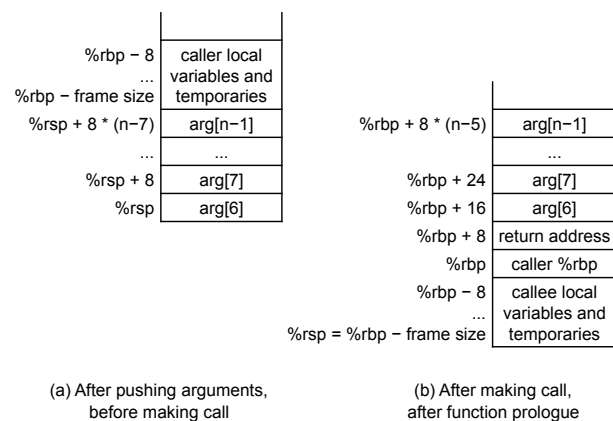 %rbp − 8 caller local
... variables and
%rbp − frame size temporaries
%rsp + 8 * (n−7) arg[n−1]
... ...
%rsp + 8 arg[7]
%rsp arg[6]
(a) After pushing arguments,
before making call
%rbp + 8 * (n−5) arg[n−1]
... ...
%rbp + 24 arg[7]
%rbp + 16 arg[6]
%rbp + 8 return address
%rbp caller %rbp
%rbp − 8 callee local
... variables and
%rsp = %rbp − frame size temporaries
(b) After making call,
after function prologue